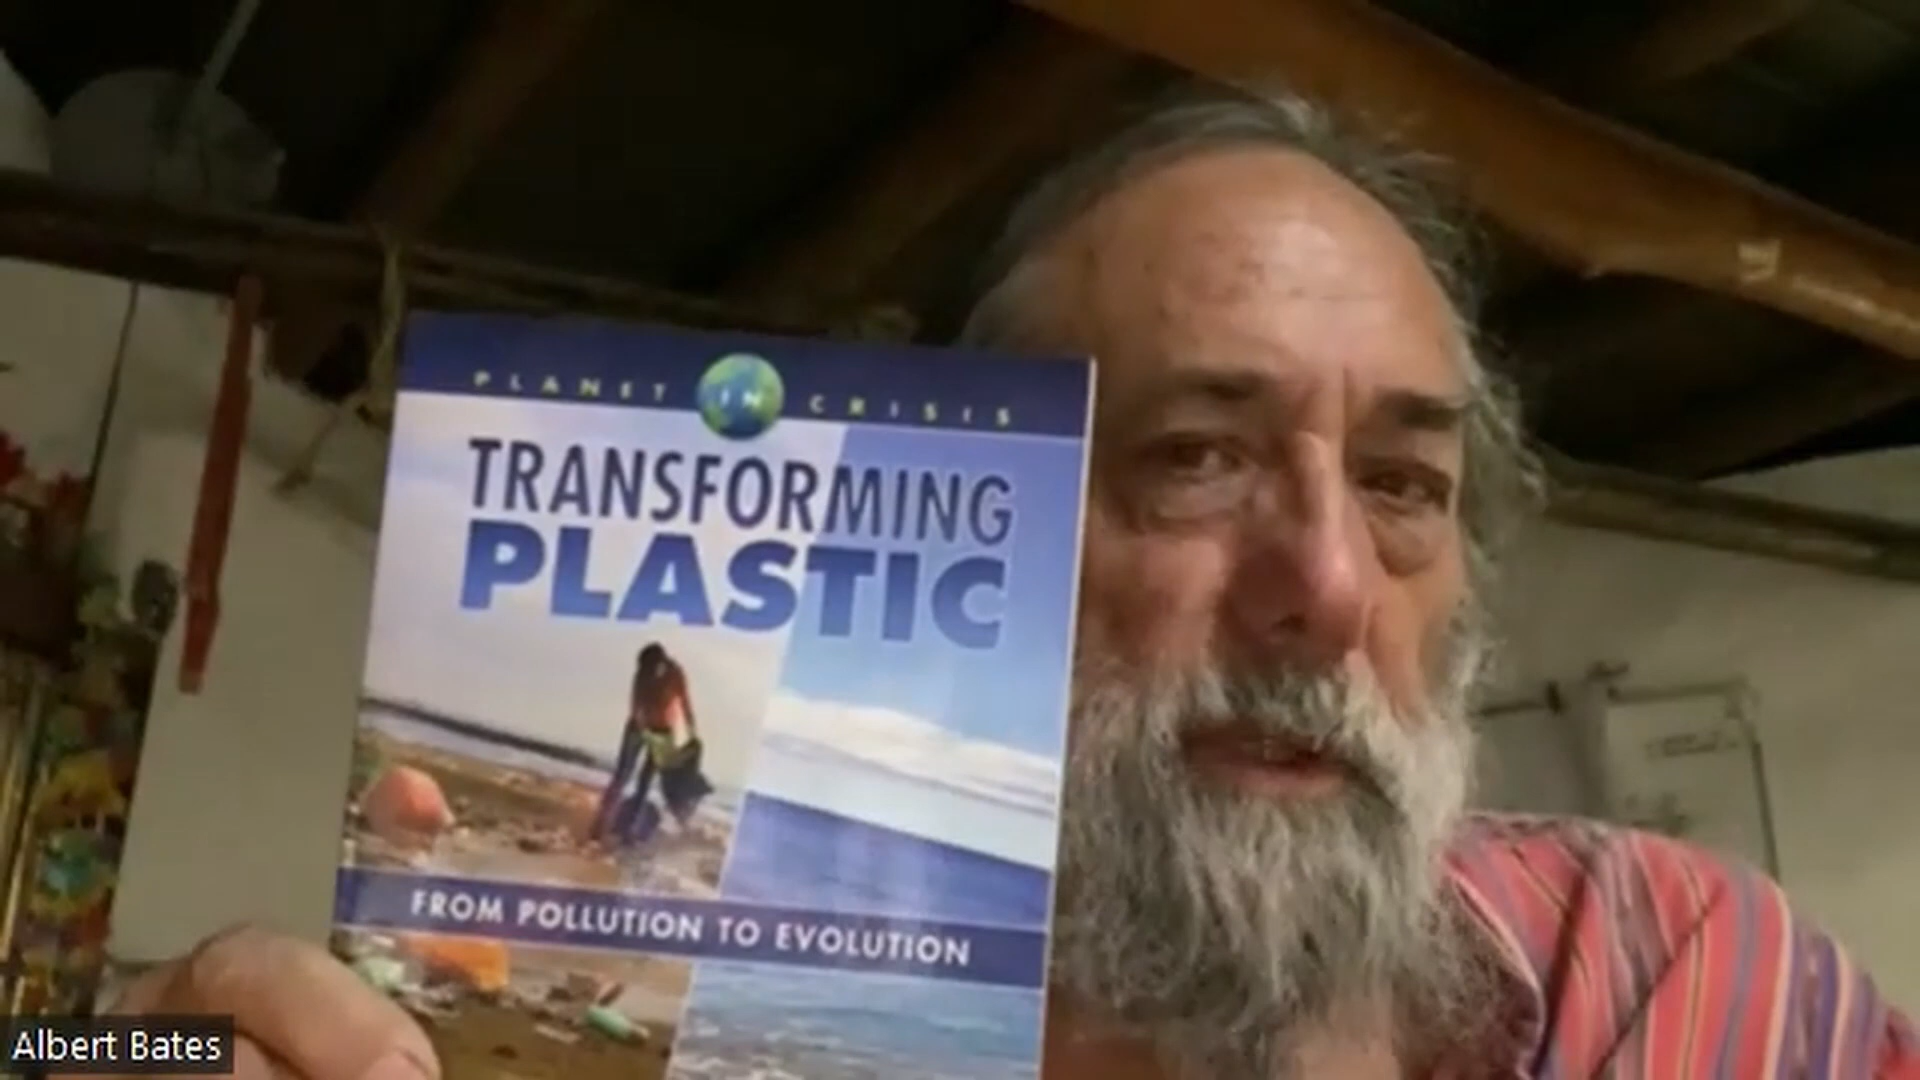 PLANET IN CRISIS
TRANSFORMING
PLASTIC
FROM POLLUTION TO EVOLUTION
Albert Bates